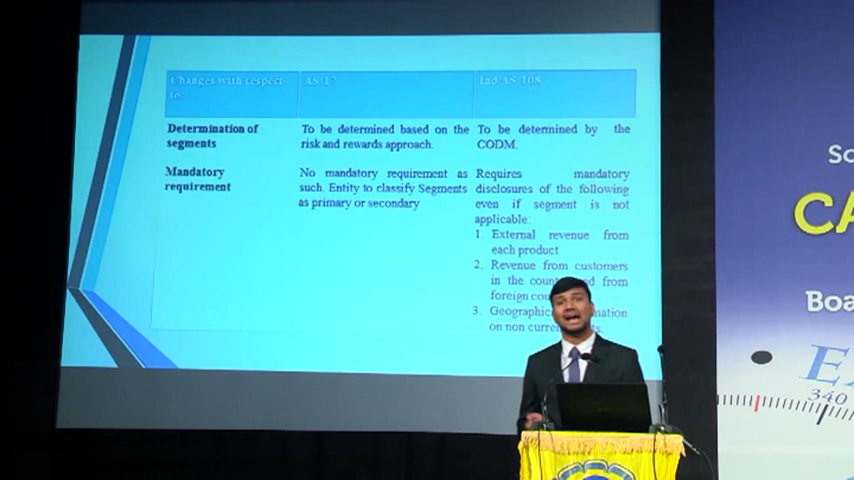 Changes with respect
to:
AS 17
Ind AS 108
Determination of
segments
To be determined based on the
risk and rewards approach.
To be determined by the
CODM.
Mandatory
requirement
No mandatory requirement as
such. Entity to classify Segments
as primary or secondary
Requires mandatory
disclosures of the following
even if segment is not
applicable:
1. External revenue from
each product
2. Revenue from customers
in the from
foreign
3.
on non
So
CA
Boa
E
340